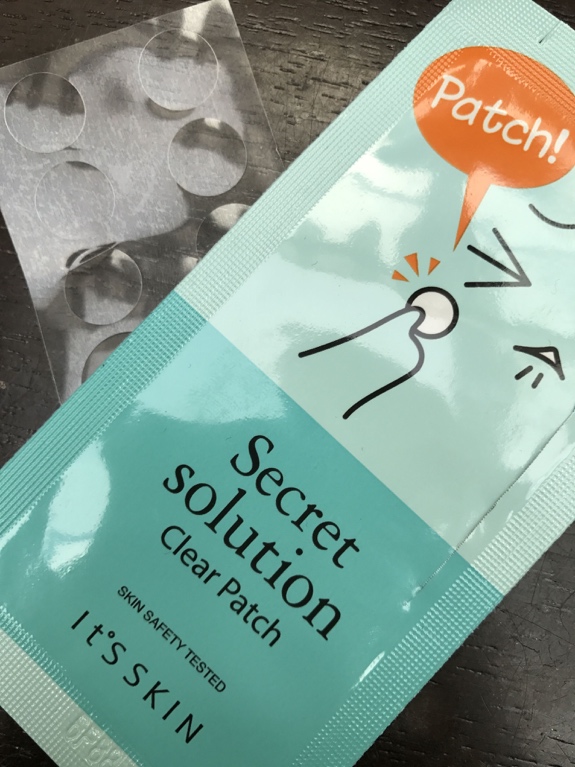 Patch!
Secret
solution
Clear Patch
SKIN SAFETY TESTED
It'S SKIN